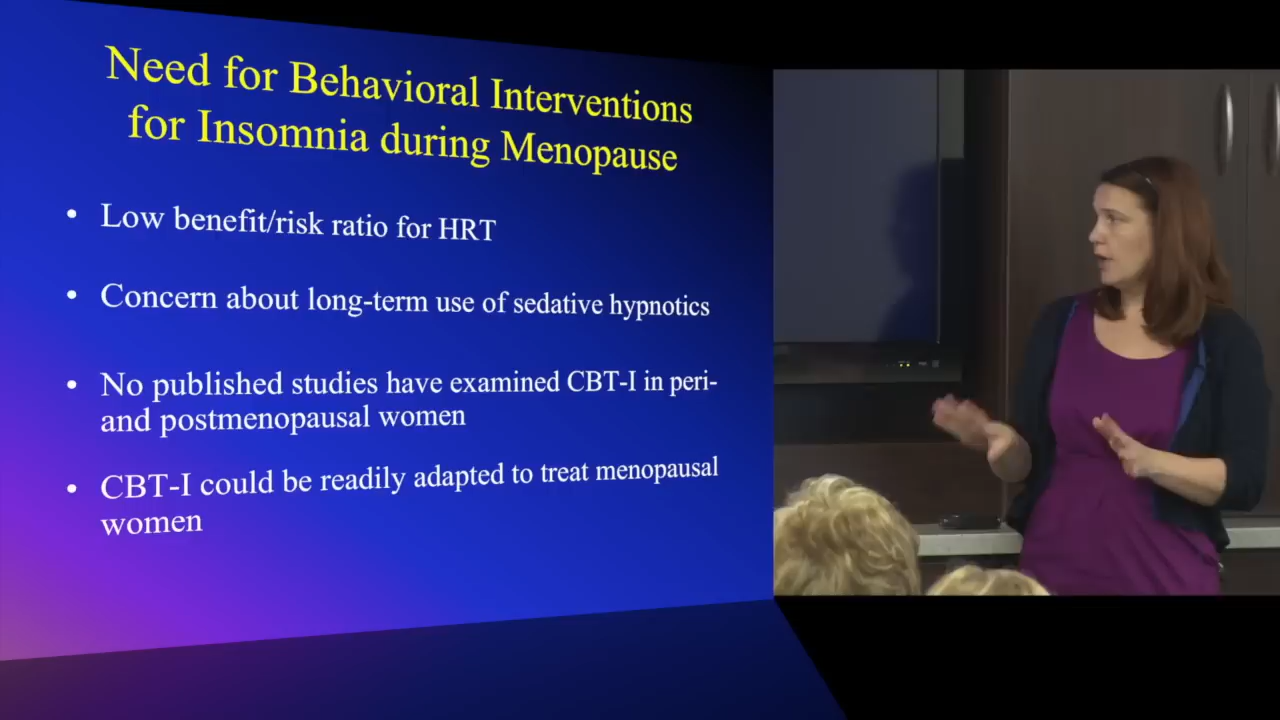 Need for Behavioral Interventions
for Insomnia during Menopause
• Low benefit/risk ratio for HRT
• Concern about long-term use of sedative hypnotics
• No published studies have examined CBT-I in peri-
and postmenopausal women
• CBT-I could be readily adapted to treat menopausal
women